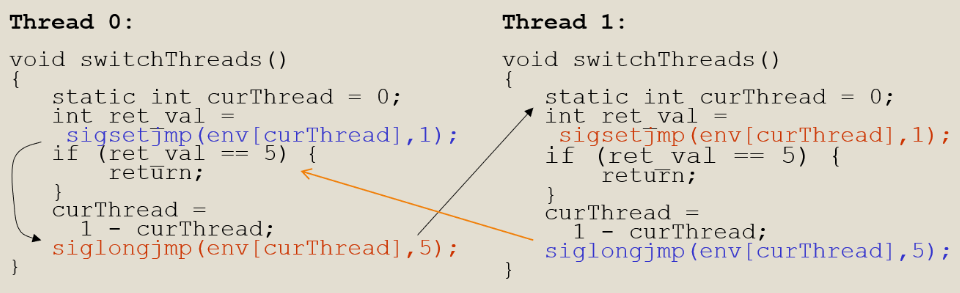 Thread 0:
void switchThreads()
{
static int curThread = 0;
int ret_val =
sigsetjmp(env[curThread],1);
if (ret_val == 5) {
return;
}
curThread =
1 - curThread;
siglongjmp(env[curThread],5);
}
Thread 1:
void switchThreads()
{
static int curThread = 0;
int ret_val =
sigsetjmp(env[curThread],1);
if (ret_val == 5) {
return;
}
curThread =
1 - curThread;
siglongjmp(env[curThread],5);
}